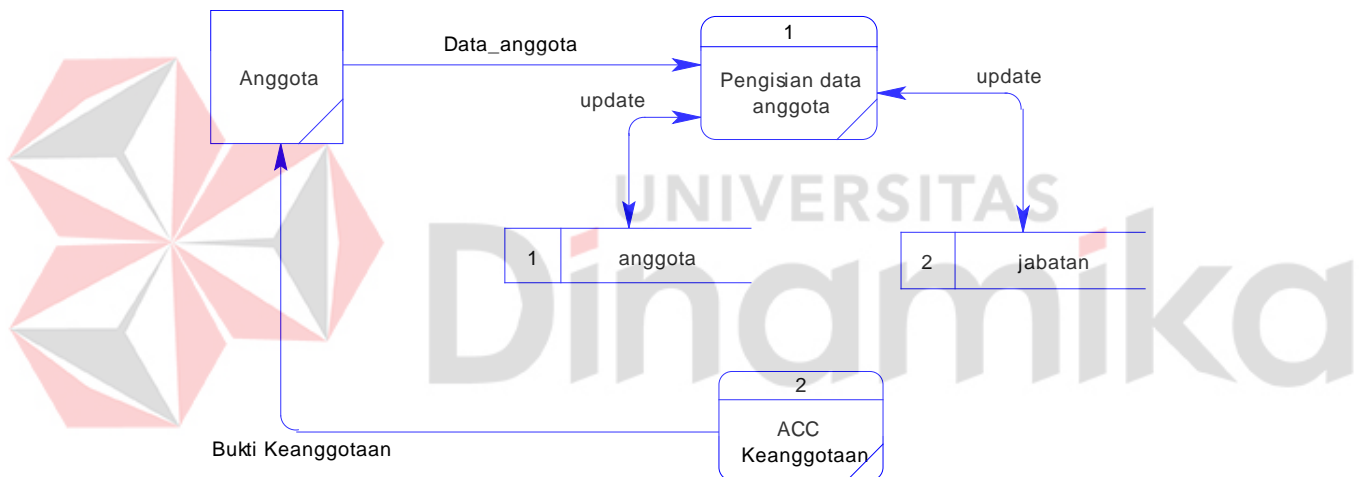 1
Data_anggota
Anggota
Pengisian data
anggota
update
update
UNIVERSITAS
Dinamika
1
anggota
2
jabatan
2
ACC
Keanggotaan
Bukti Keanggotaan